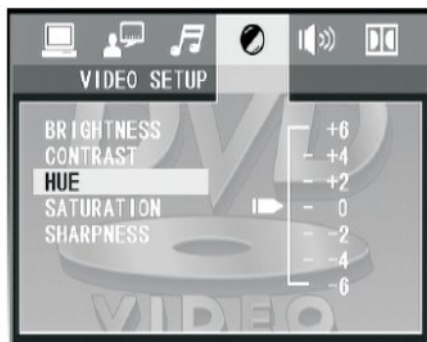 VIDEO SETUP
BRIGHTNESS
CONTRAST
HUE
SATURATION
SHARPNESS
+6
+4
+2
0
-2
-4
-6
DVD
VIDEO